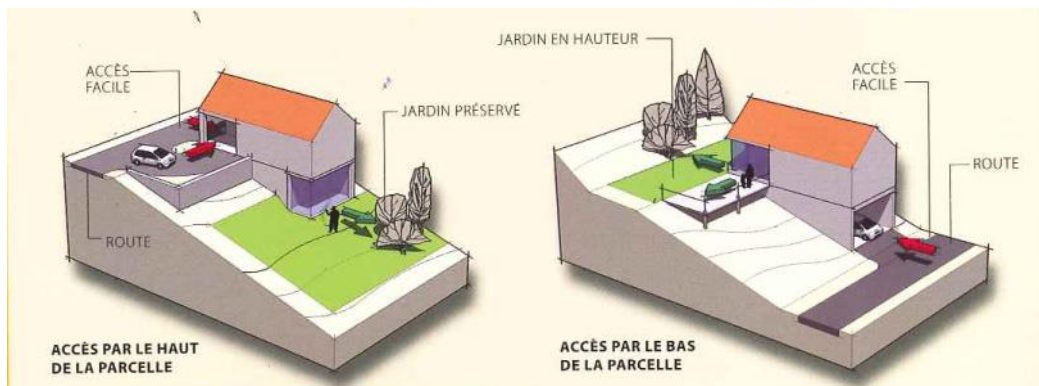 ACCÈS
FACILE
JARDIN PRÉSERVÉ
ROUTE
ACCÈS PAR LE HAUT
DE LA PARCELLE
JARDIN EN HAUTEUR
ACCÈS
FACILE
ROUTE
ACCÈS PAR LE BAS
DE LA PARCELLE